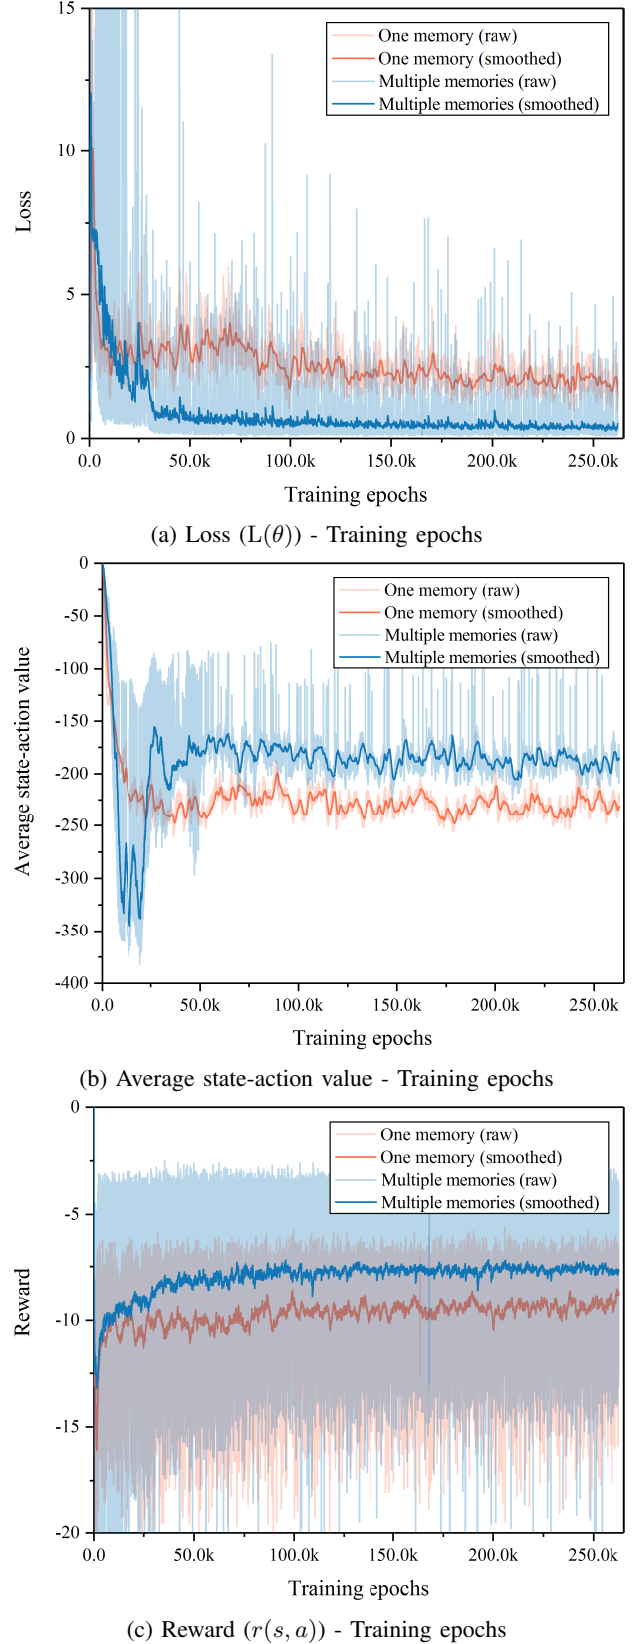 15
10
5
0
Loss
One memory (raw)
One memory (smoothed)
Multiple memories (raw)
Multiple memories (smoothed)
0.0 50.0k 100.0k 150.0k 200.0k 250.0k
Training epochs
(a) Loss (L(θ)) - Training epochs
0
-50
-100
-150
-200
-250
-300
-350
-400
Average state-action value
One memory (raw)
One memory (smoothed)
Multiple memories (raw)
Multiple memories (smoothed)
0.0 50.0k 100.0k 150.0k 200.0k 250.0k
Training epochs
(b) Average state-action value - Training epochs
0
-5
-10
-15
-20
Reward
One memory (raw)
One memory (smoothed)
Multiple memories (raw)
Multiple memories (smoothed)
0.0 50.0k 100.0k 150.0k 200.0k 250.0k
Training epochs
(c) Reward (r(s, a)) - Training epochs